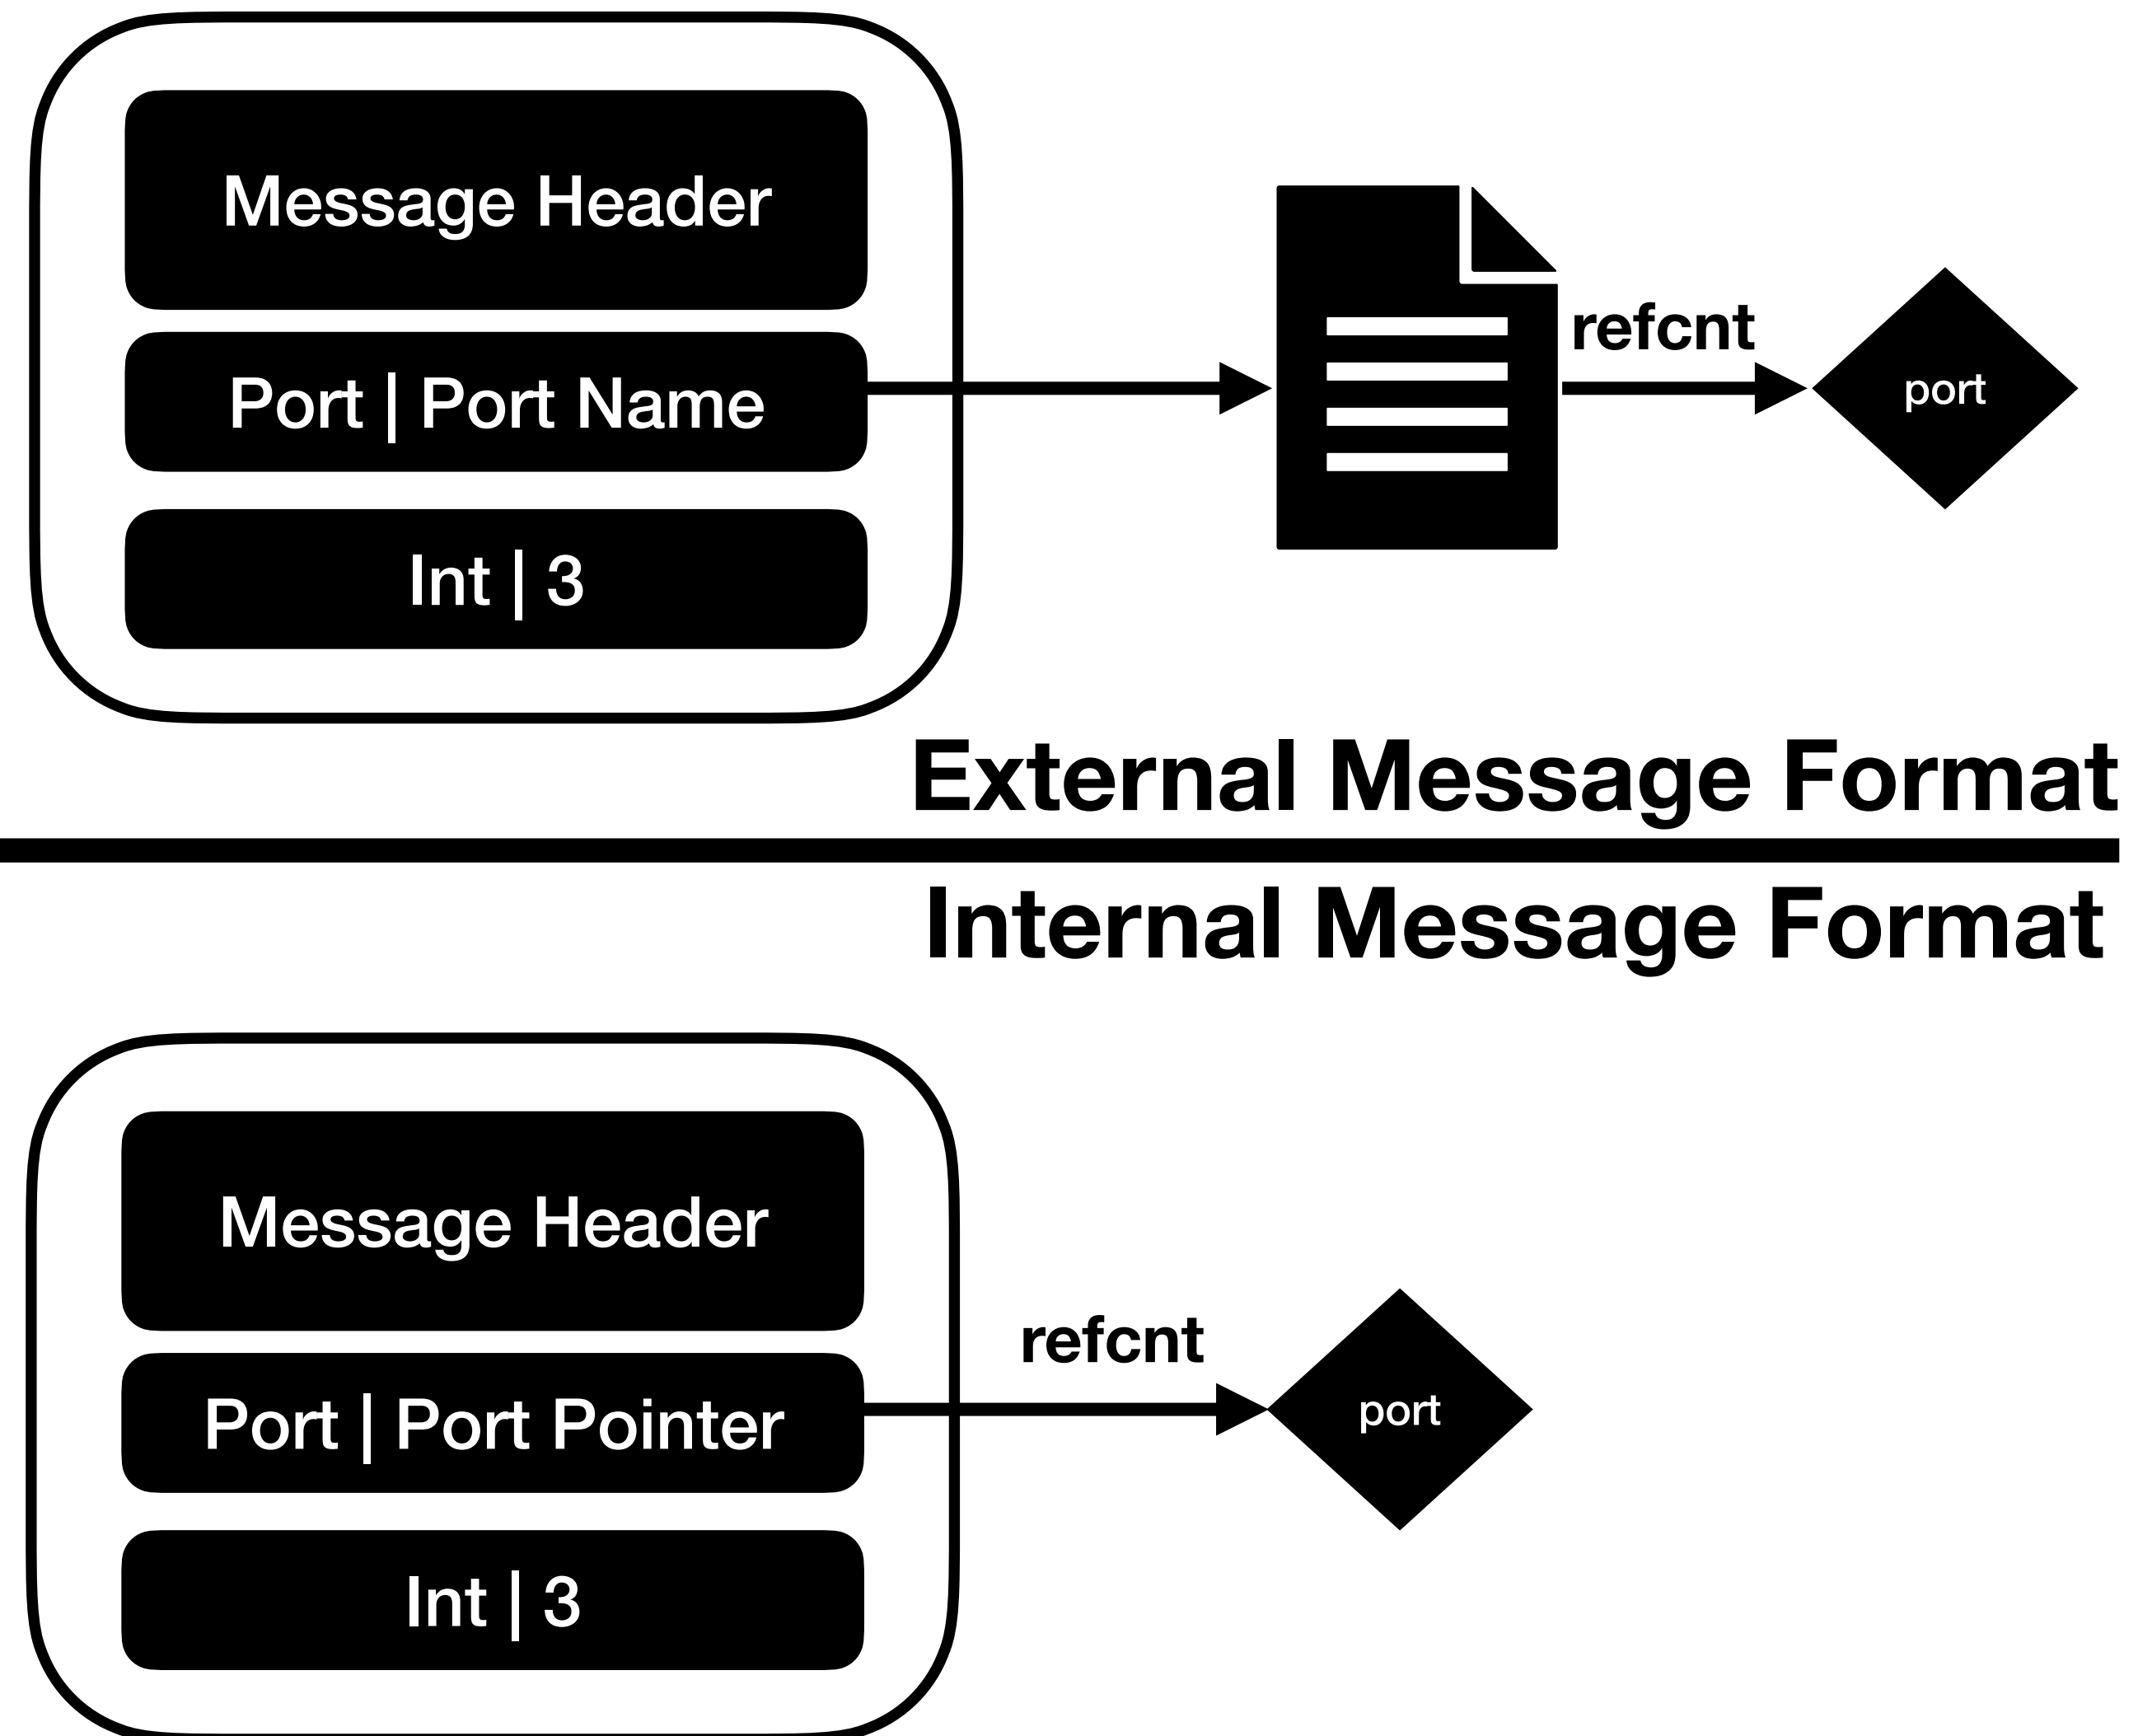 Message Header
refcnt
Port | Port Name
port
Int | 3
External Message Format
Internal Message Format
Message Header
refcnt
Port | Port Pointer
port
Int | 3